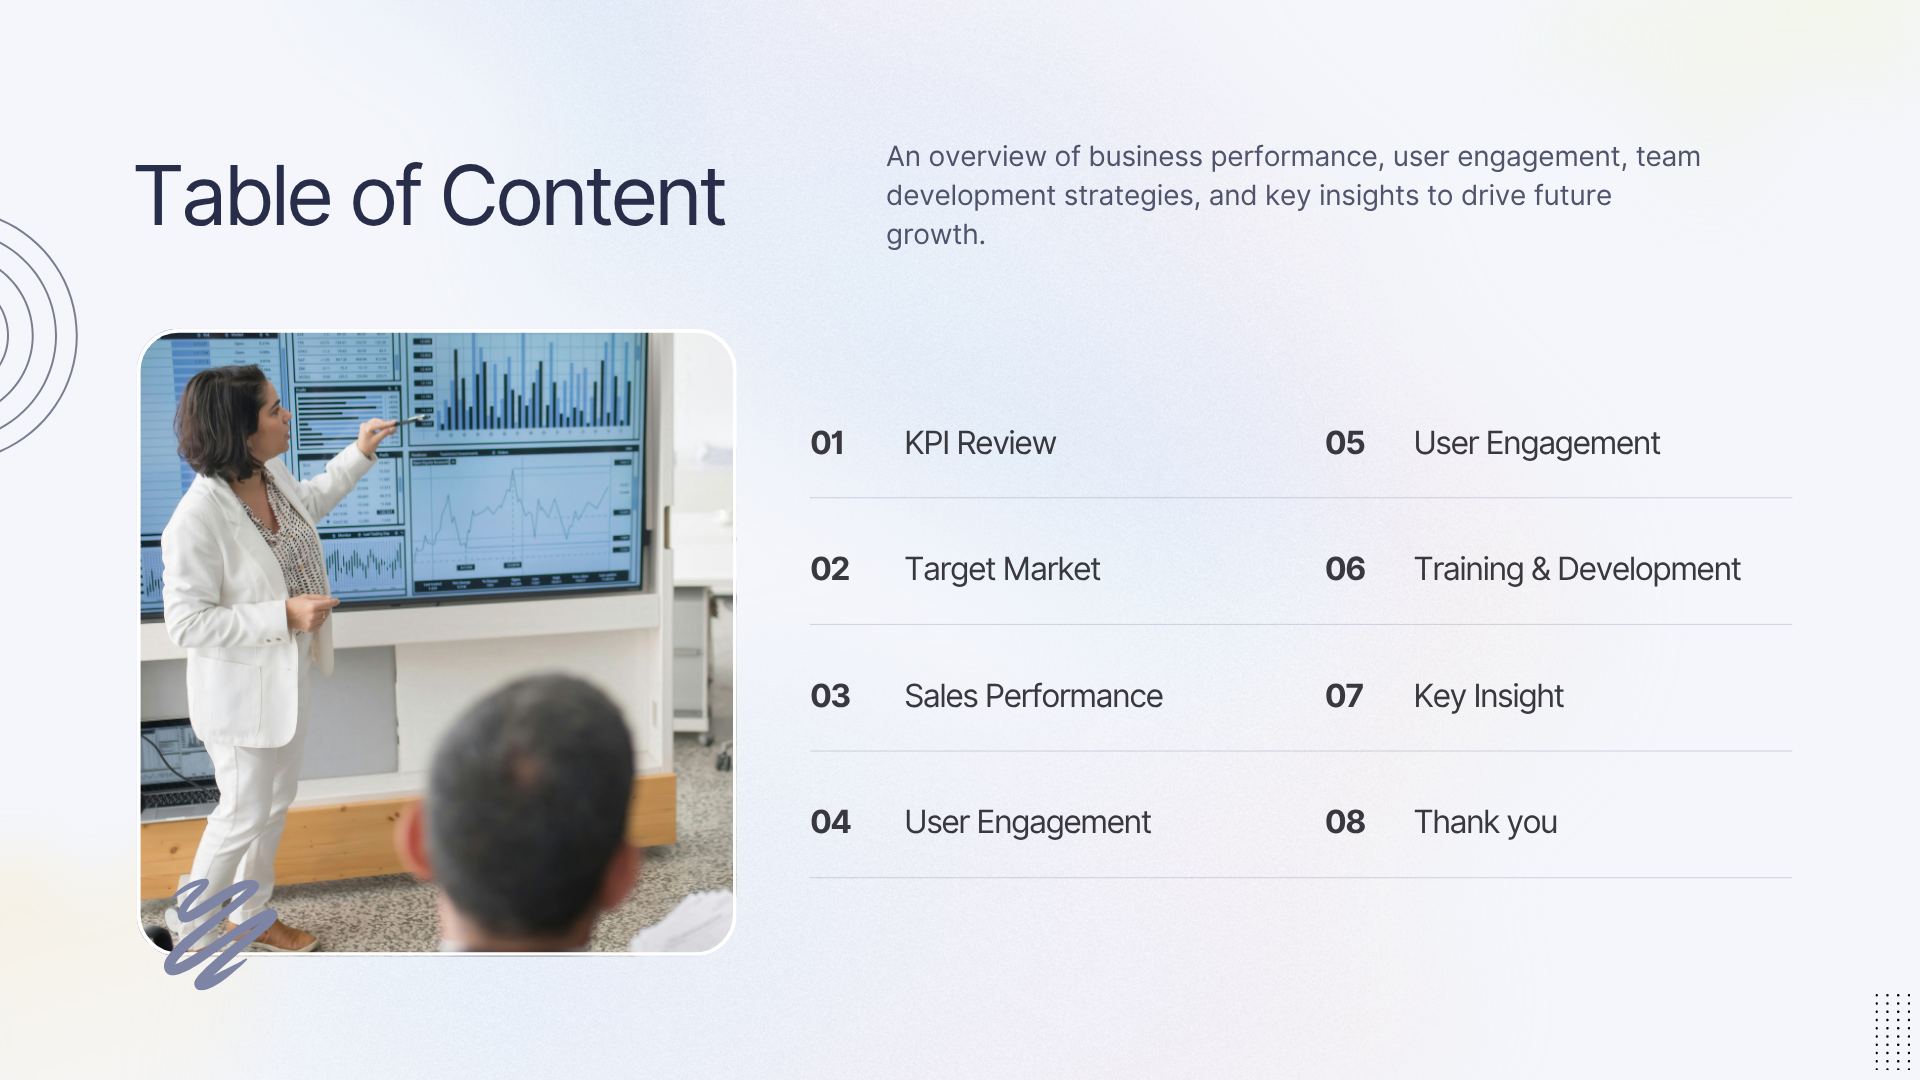 Table of Content
An overview of business performance, user engagement, team
development strategies, and key insights to drive future
growth.
01 KPI Review
02 Target Market
03 Sales Performance
04 User Engagement
05 User Engagement
06 Training & Development
07 Key Insight
08 Thank you